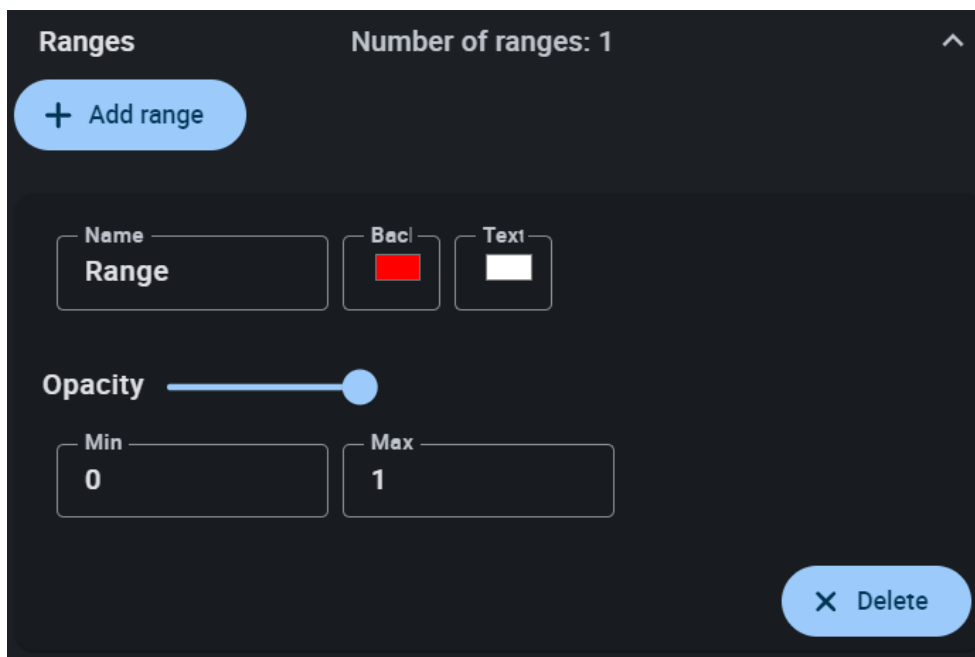 Ranges Number of ranges: 1
Add range
Name Bacl Text
Range
Opacity
Min Max
0 1
Delete